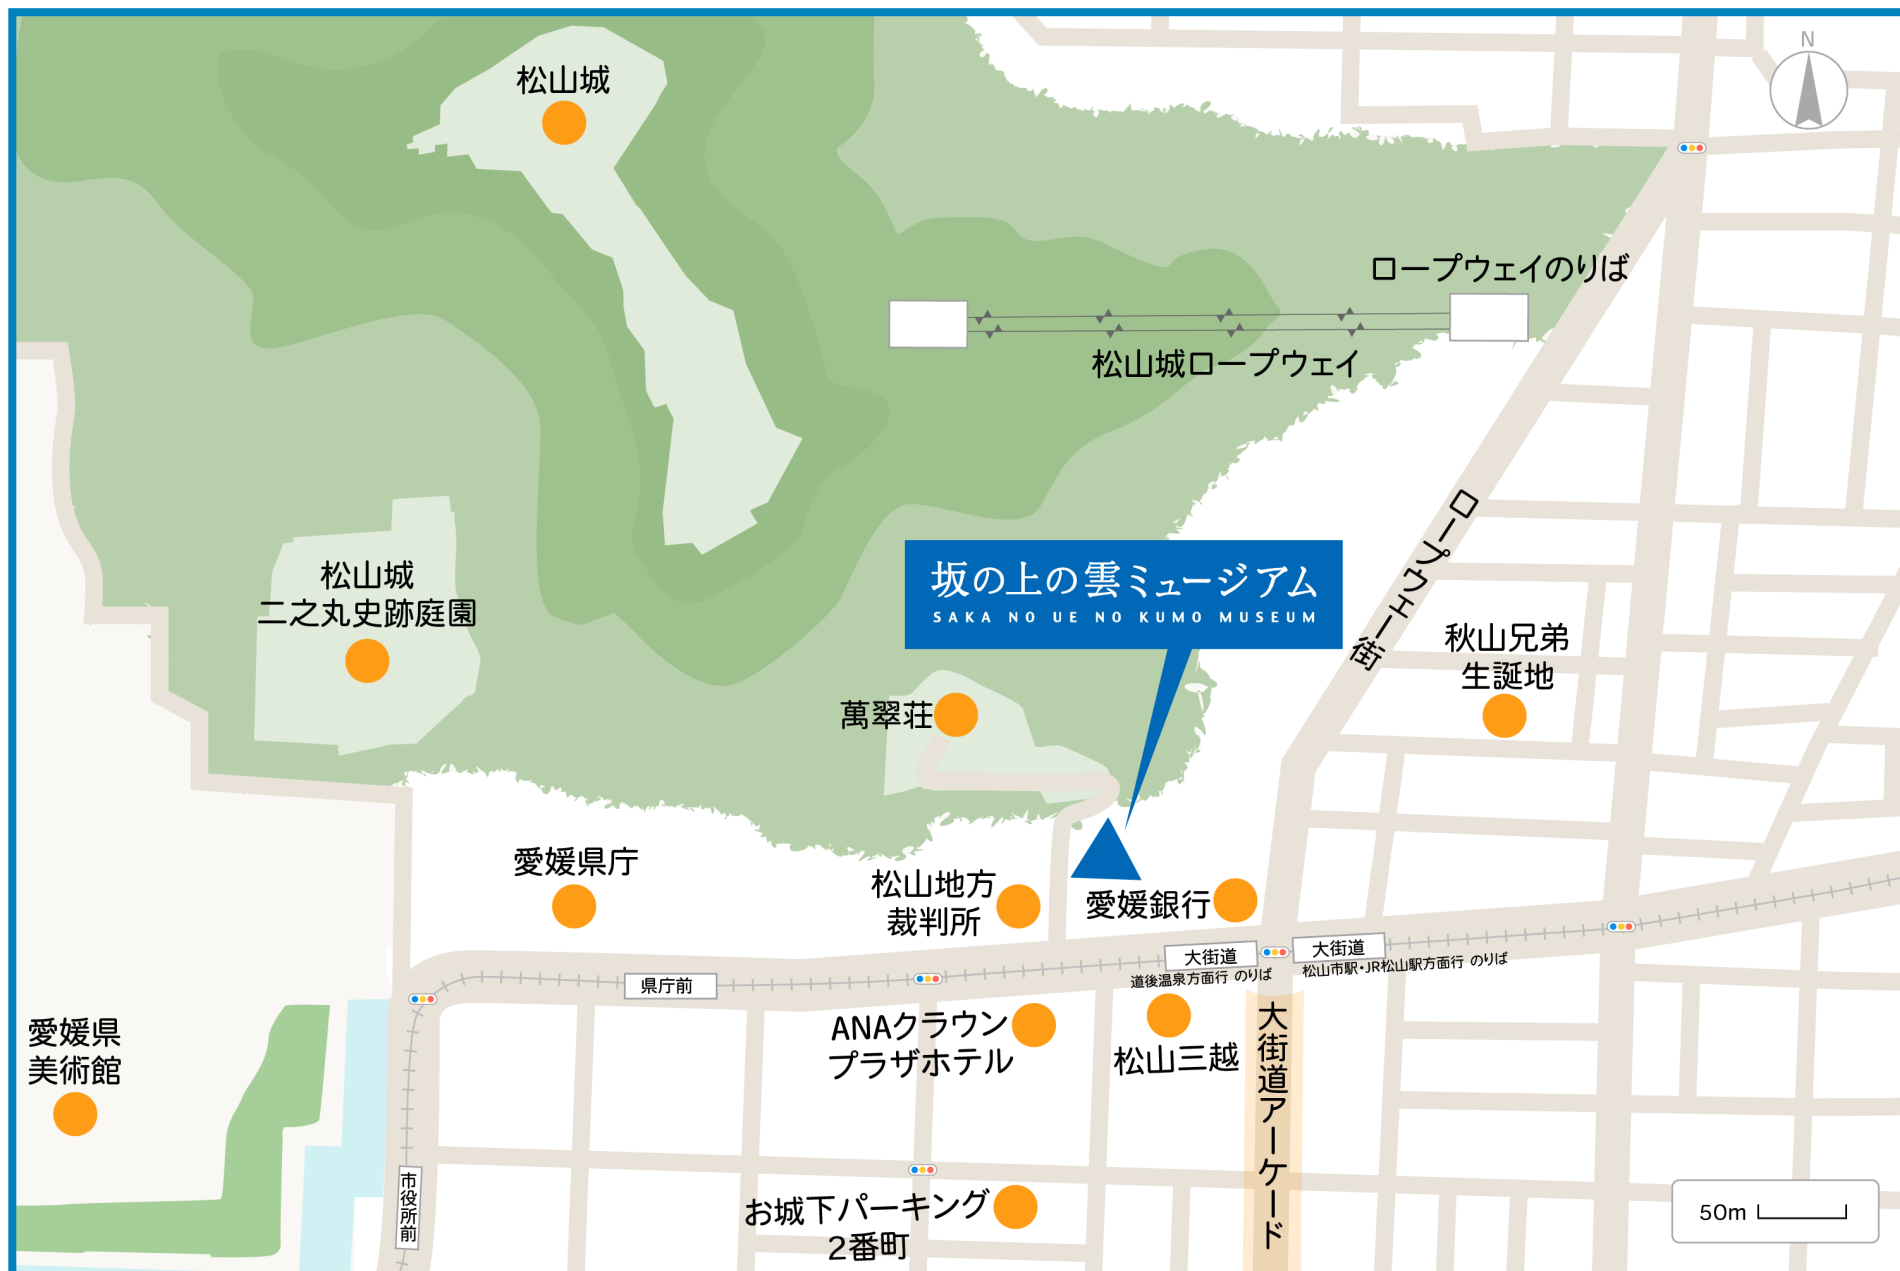 N
松山城
ロープウェイのりば
松山城ロープウェイ
ロープウェー街
松山城
二之丸史跡庭園
坂の上の雲ミュージアム
SAKA NO UE NO KUMO MUSEUM
秋山兄弟
生誕地
萬翠荘
愛媛県庁
松山地方
裁判所
愛媛銀行
大街道
道後温泉方面行 のりば
大街道
松山市駅・JR松山駅方面行 のりば
県庁前
愛媛県
美術館
ANAクラウン
プラザホテル
松山三越
大街道アーケード
市役所前
お城下パーキング
2番町
50m